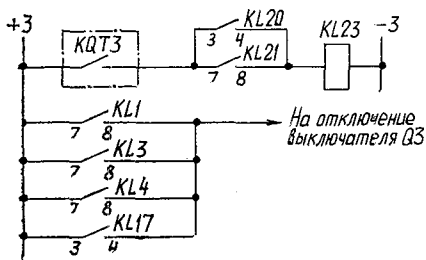 +3
KQT3
KL20
3 4
KL21
7 8
KL23
-3
KL1
7 8
KL3
7 8
KL4
7 8
KL17
3 4
На отключение
выключателя Q3